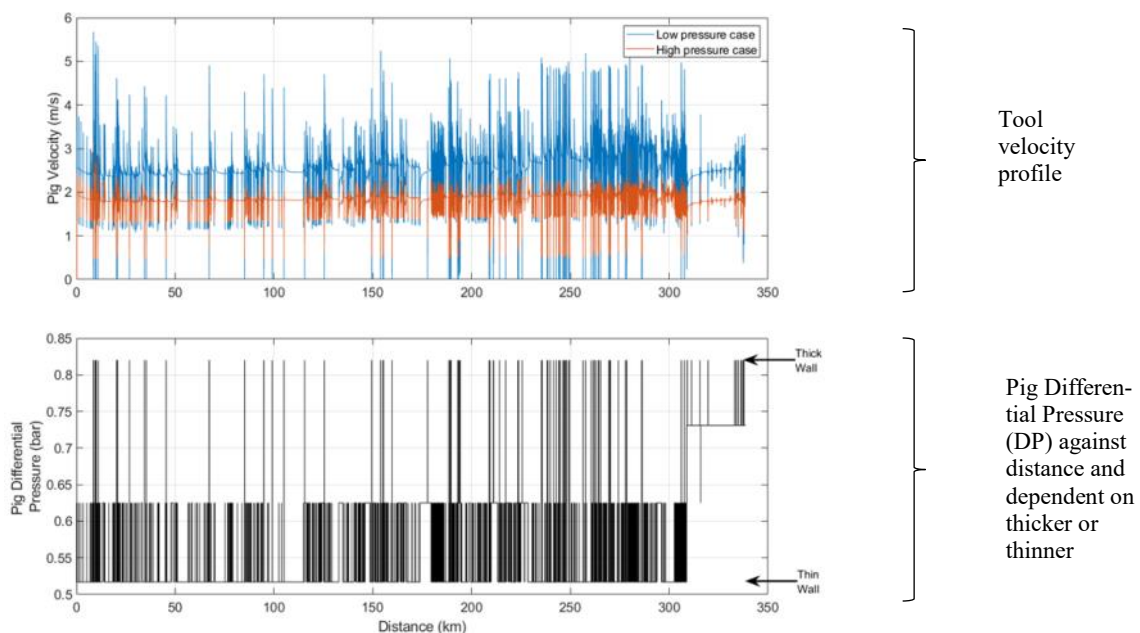 6
5
4
3
2
1
0
Pig Velocity (m/s)
Low pressure case
High pressure case
0 50 100 150 200 250 300 350
Tool
velocity
profile
0.85
0.8
0.75
0.7
0.65
0.6
0.55
0.5
Pig Differential
Pressure (bar)
Thick
Wall
Thin
Wall
0 50 100 150 200 250 300 350
Distance (km)
Pig Differen-
tial Pressure
(DP) against
distance and
dependent on
thicker or
thinner